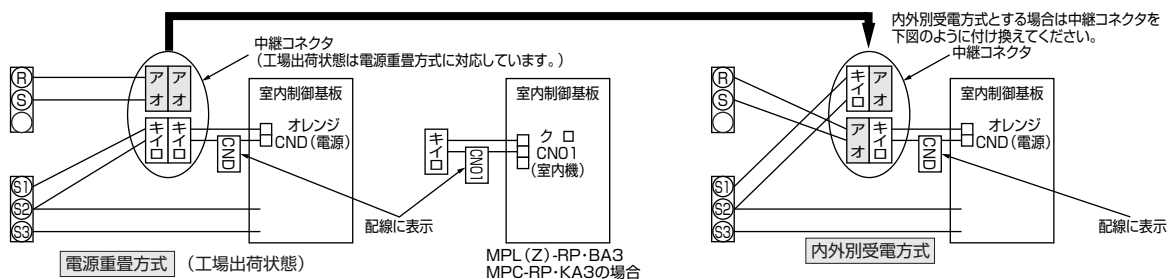 中継コネクタ
（工場出荷状態は電源重畳方式に対応しています。）
R
S
アオ
アオ
キイロ
キイロ
室内制御基板
オレンジ
CND（電源）
CND
S1
S2
S3
配線に表示
電源重畳方式 （工場出荷状態）
キイロ
CN01
室内制御基板
クロ
CN01
（室内機）
MPL（Z）-RP・BA3
MPC-RP・KA3の場合
内外別受電方式とする場合は中継コネクタを
下図のように付け換えてください。
中継コネクタ
R
S
キイロ
アオ
アオ
キイロ
室内制御基板
オレンジ
CND（電源）
CND
S1
S2
S3
配線に表示
内外別受電方式